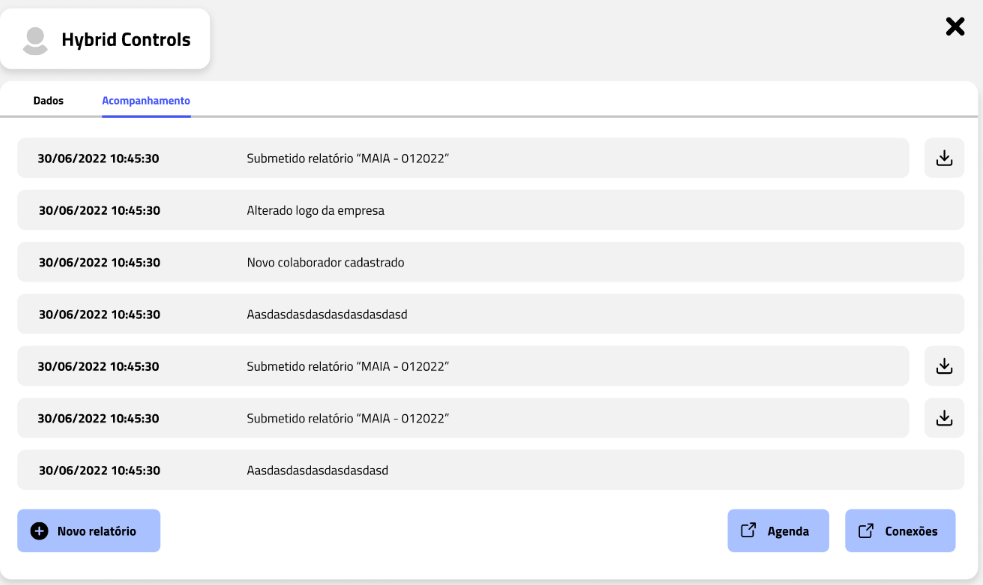 Hybrid Controls
Dados Acompanhamento
30/06/2022 10:45:30 Submetido relatório “MAIA - 012022”
30/06/2022 10:45:30 Alterado logo da empresa
30/06/2022 10:45:30 Novo colaborador cadastrado
30/06/2022 10:45:30 Aasdasdasdasdasdasdasdasd
30/06/2022 10:45:30 Submetido relatório “MAIA - 012022”
30/06/2022 10:45:30 Submetido relatório “MAIA - 012022”
30/06/2022 10:45:30 Aasdasdasdasdasdasdasd
Novo relatório Agenda Conexões